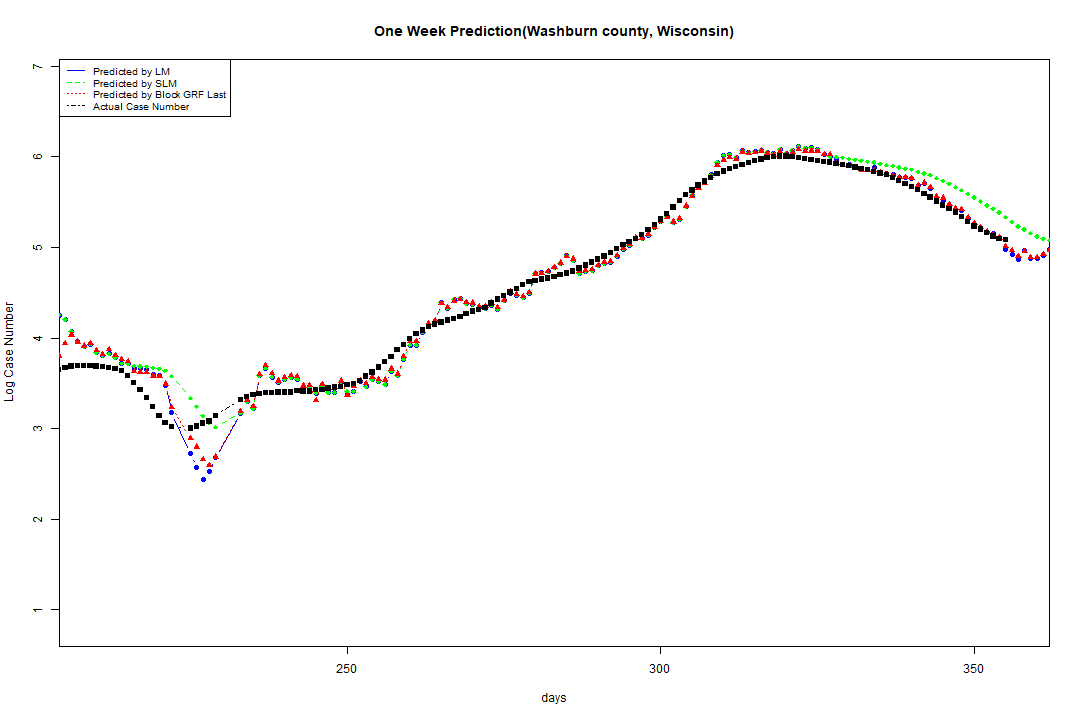 One Week Prediction(Washburn county, Wisconsin)
Predicted by LM
Predicted by SLM
Predicted by Block GRF Last
Actual Case Number
7
6
5
4
3
2
1
Log Case Number
250
300
350
days